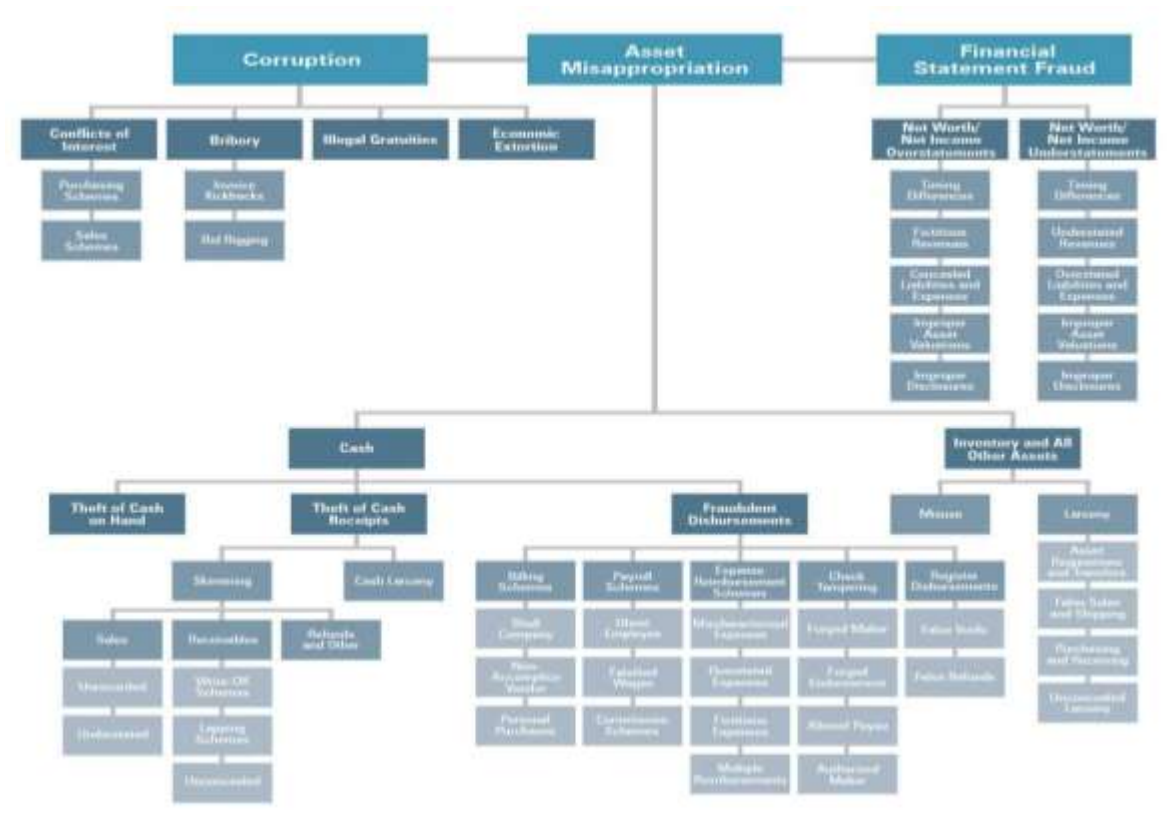 Corruption
Asset
Misappropriation
Financial
Statement Fraud
Conflicts of
Interest
Bribery
Illegal Gratuities
Economic
Extortion
Net Worth/
Net Income
Overstatements
Net Worth/
Net Income
Understatements
Purchasing
Schemes
Invoice
Kickbacks
Timing
Differences
Timing
Differences
Sales
Schemes
Bid Rigging
Fictitious
Revenues
Understated
Revenues
Concealed
Liabilities and
Expenses
Overstated
Liabilities and
Expenses
Improper
Asset
Valuations
Improper
Asset
Valuations
Improper
Disclosures
Improper
Disclosures
Cash
Inventory and All
Other Assets
Theft of Cash
on Hand
Theft of Cash
Receipts
Fraudulent
Disbursements
Misuse
Larceny
Skimming
Cash Larceny
Billing
Schemes
Payroll
Schemes
Expense
Reimbursement
Schemes
Check
Tampering
Register
Disbursements
Asset
Requisitions
and Transfers
Sales
Receivables
Refunds
and Other
Shell
Company
Ghost
Employee
Mischaracterized
Expenses
Forged Maker
False Voids
False Sales
and Shipping
Unrecorded
Write-Off
Schemes
Non-
Accomplice
Vendor
Falsified
Wages
Overstated
Expenses
Forged
Endorsement
False Refunds
Purchasing
and Receiving
Understated
Lapping
Schemes
Personal
Purchases
Commission
Schemes
Fictitious
Expenses
Altered Payee
Unconcealed
Larceny
Unconcealed
Multiple
Reimbursements
Authorized
Maker